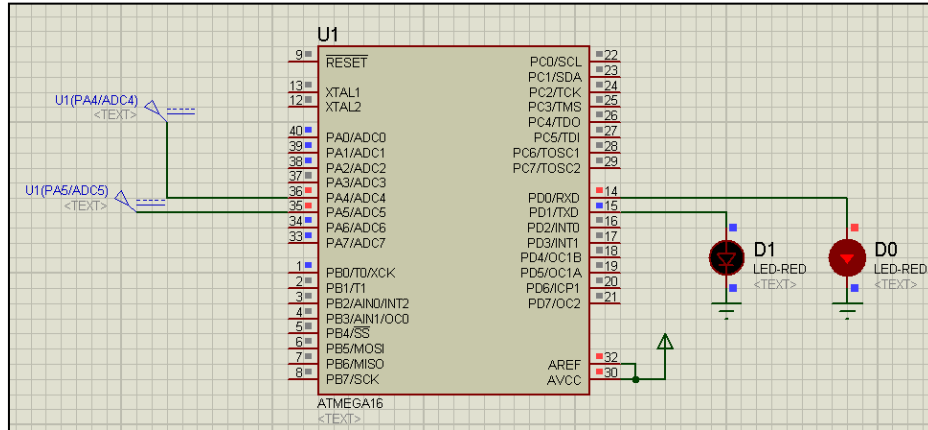 U1
9 RESET
13 XTAL1
12 XTAL2
U1(PA4/ADC4)
<TEXT>
40 PA0/ADC0
39 PA1/ADC1
38 PA2/ADC2
37 PA3/ADC3
36 PA4/ADC4
35 PA5/ADC5
34 PA6/ADC6
33 PA7/ADC7
U1(PA5/ADC5)
<TEXT>
1 PB0/T0/XCK
2 PB1/T1
3 PB2/AIN0/INT2
4 PB3/AIN1/OC0
5 PB4/SS
6 PB5/MOSI
7 PB6/MISO
8 PB7/SCK
PC0/SCL 22
PC1/SDA 23
PC2/TCK 24
PC3/TMS 25
PC4/TDO 26
PC5/TDI 27
PC6/TOSC1 28
PC7/TOSC2 29
PD0/RXD 14
PD1/TXD 15
PD2/INT0 16
PD3/INT1 17
PD4/OC1B 18
PD5/OC1A 19
PD6/ICP1 20
PD7/OC2 21
AREF 32
AVCC 30
ATMEGA16
<TEXT>
D1
LED-RED
<TEXT>
D0
LED-RED
<TEXT>